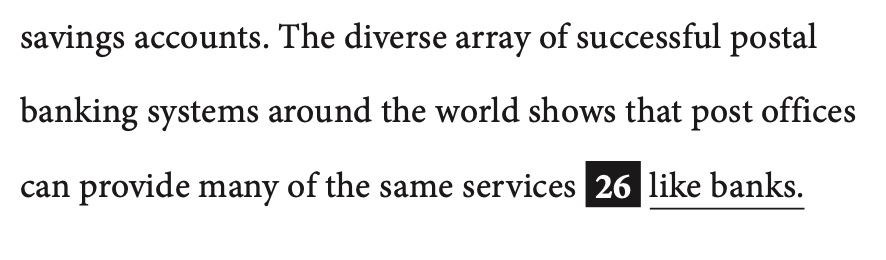 savings accounts. The diverse array of successful postal
banking systems around the world shows that post offices
can provide many of the same services 26 like banks.